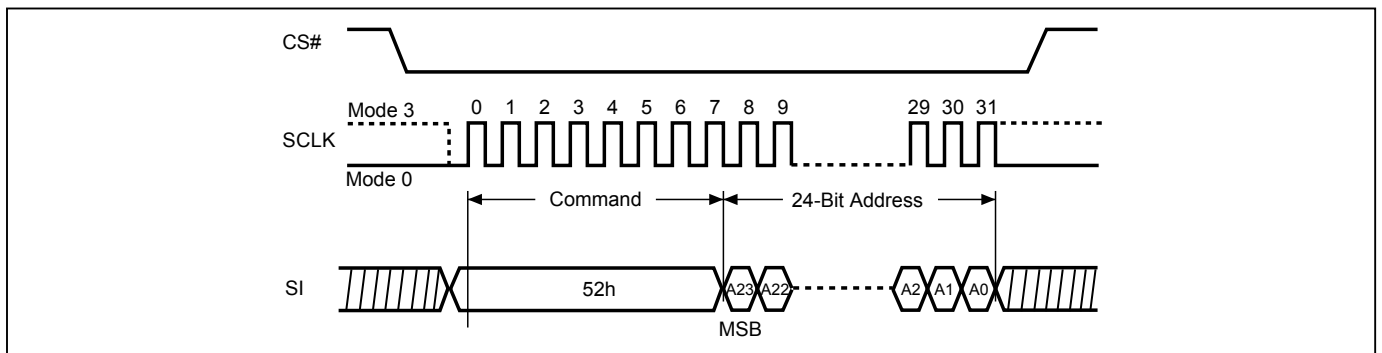 CS#
Mode 3
0 1 2 3 4 5 6 7 8 9 29 30 31
SCLK
Mode 0
Command 24-Bit Address
SI 52h A23 A22 A2 A1 A0
MSB